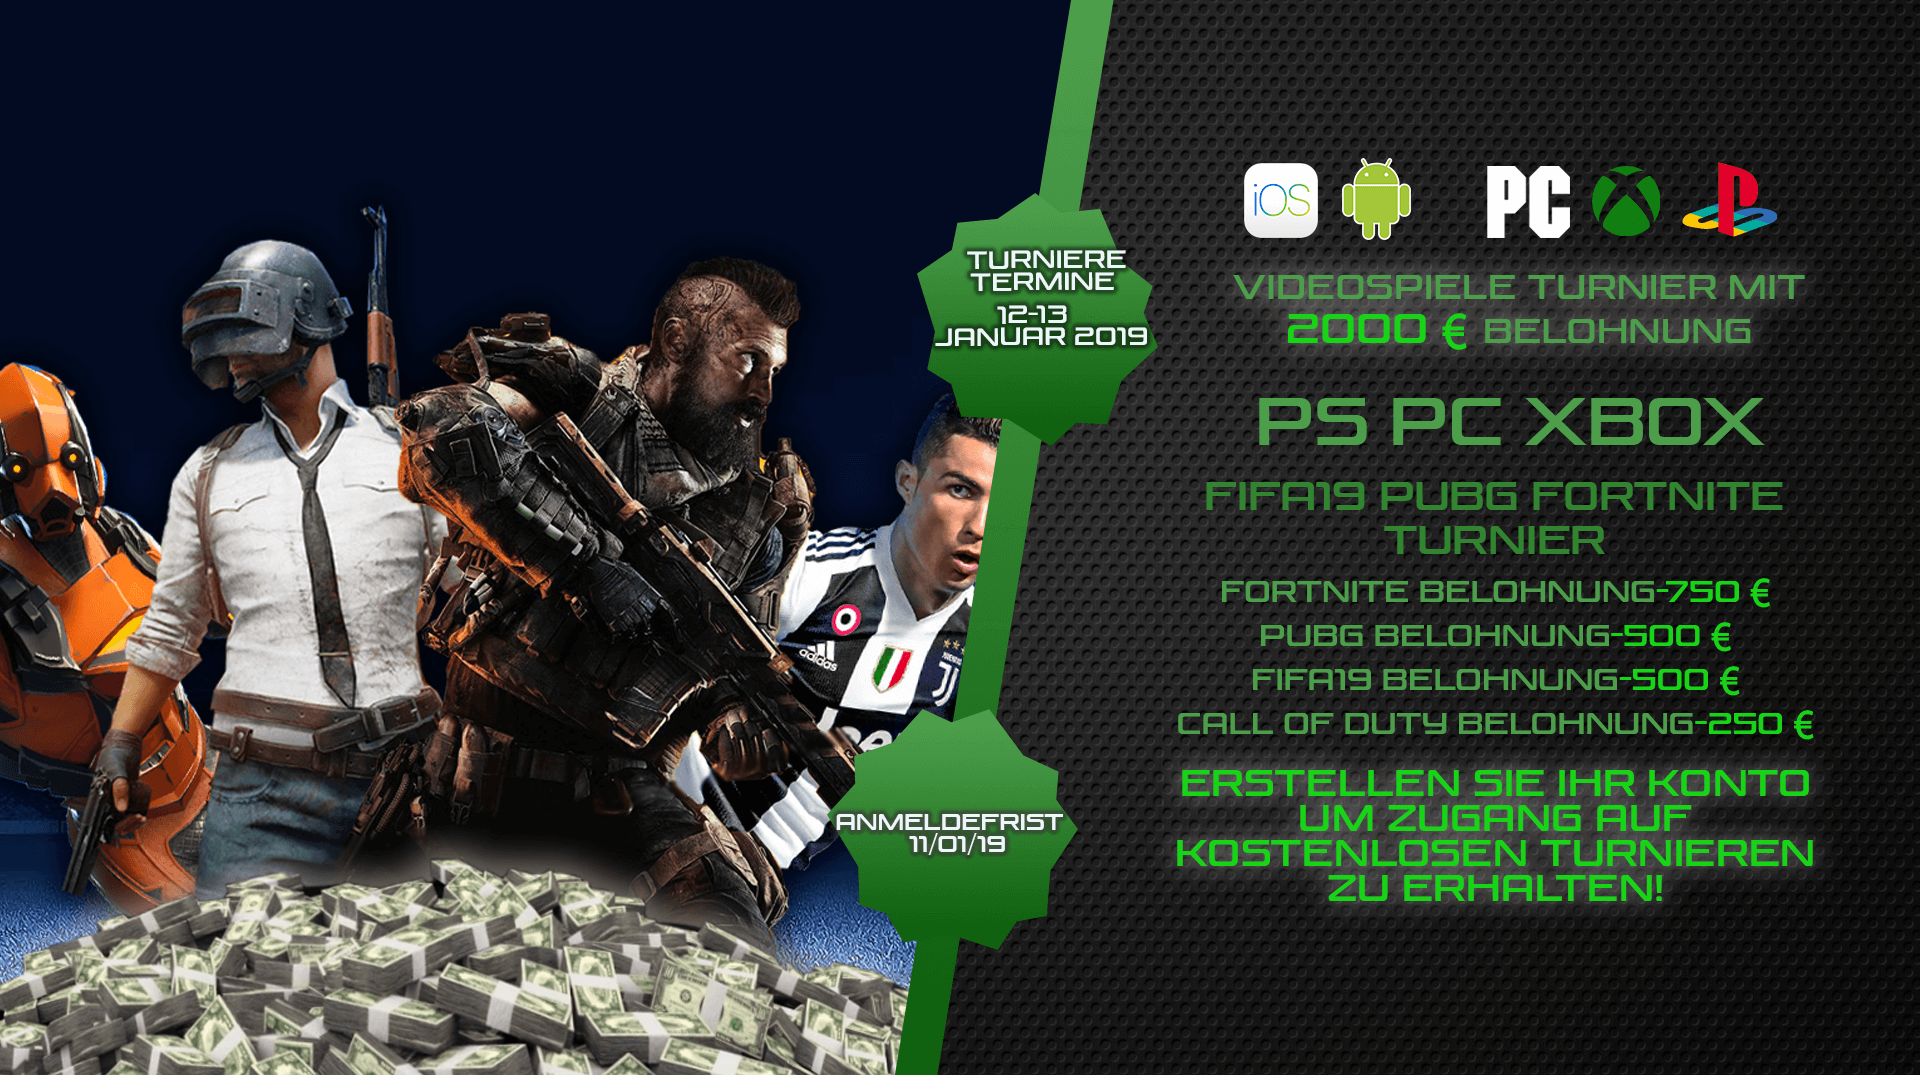 TURNIERE
TERMINE
12-13
JANUAR 2019
ANMELDEFRIST
11/01/19
adidas
JUVENTUS
iOS
PC
VIDEOSPIELE TURNIER MIT
2000 € BELOHNUNG
PS PC XBOX
FIFA19 PUBG FORTNITE
TURNIER
FORTNITE BELOHNUNG-750 €
PUBG BELOHNUNG-500 €
FIFA19 BELOHNUNG-500 €
CALL OF DUTY BELOHNUNG-250 €
ERSTELLEN SIE IHR KONTO
UM ZUGANG AUF
KOSTENLOSEN TURNIEREN
ZU ERHALTEN!